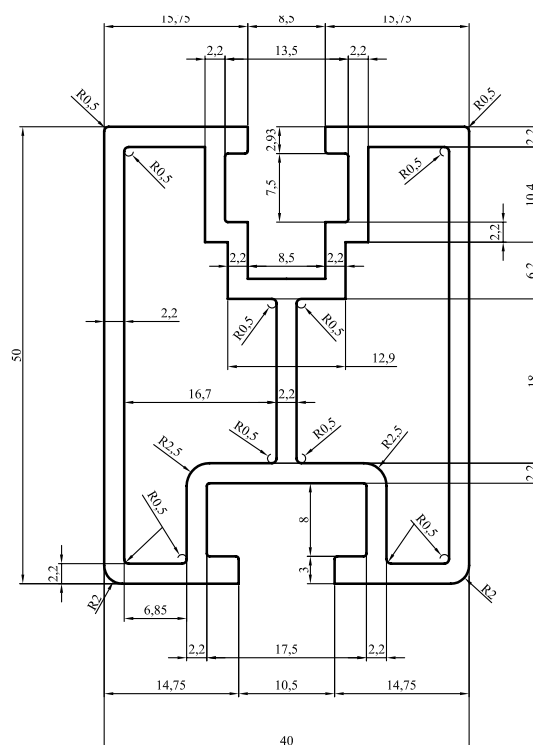 15,75 8,5 15,75
2,2 13,5 2,2
R0,5 R0,5
2,93 2,2
R0,5 R0,5
7,5 10,4
2,2
2,2 8,5 2,2
6,2
2,2 R0,5 R0,5
50 12,9
16,7 2,2 18
R0,5 R0,5
R2,5 R2,5
2,2
R0,5 8 R0,5
2,2 3
R2 R2
6,85
2,2 17,5 2,2
14,75 10,5 14,75
40